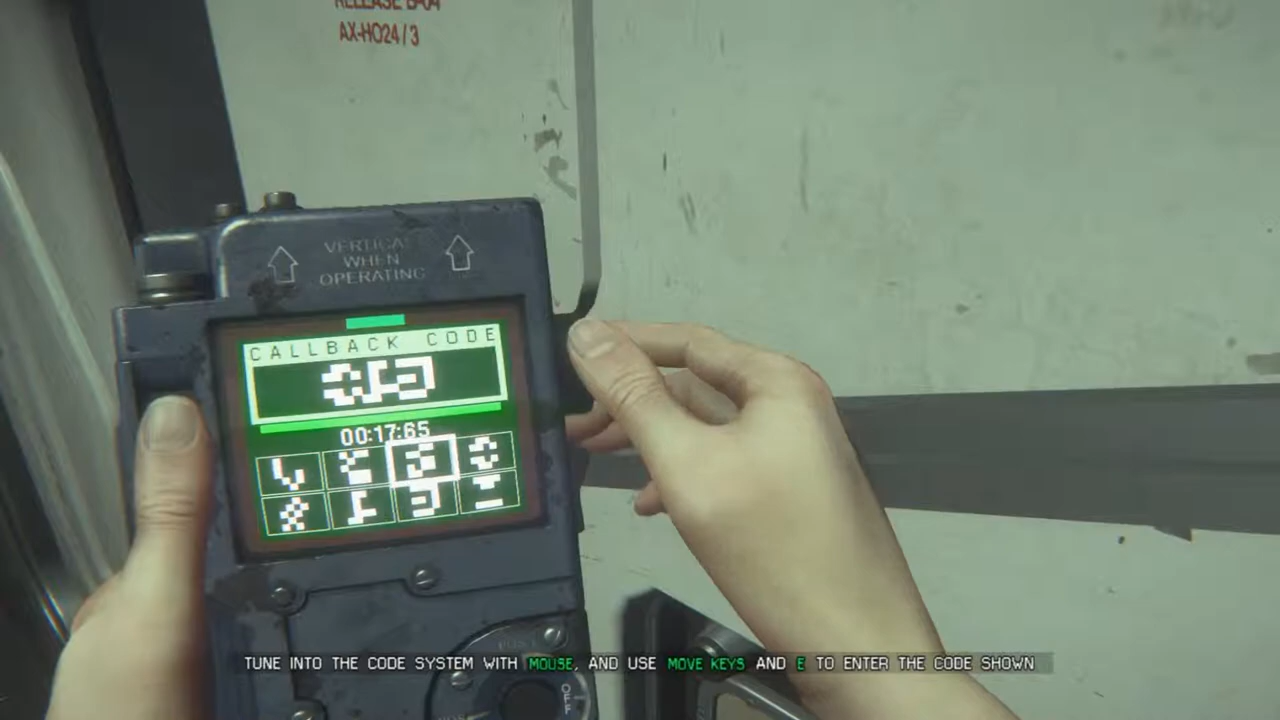 RELEASE B-04
AX-HO24/3
VERTICAL
WHEN
OPERATING
CALLBACK CODE
00:17:65
OFF
TUNE INTO THE CODE SYSTEM WITH MOUSE, AND USE MOVE KEYS AND E TO ENTER THE CODE SHOWN